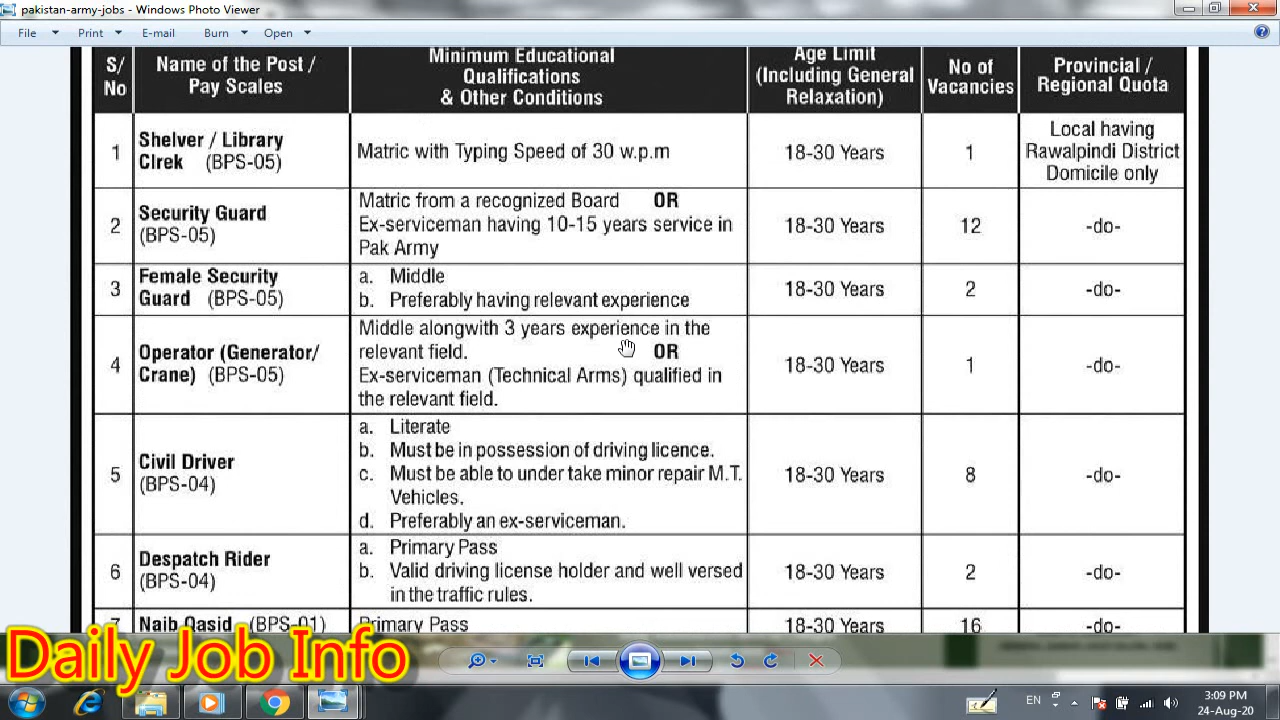 pakistan-army-jobs - Windows Photo Viewer
File Print E-mail Burn Open
S/ No
Name of the Post / Pay Scales
Minimum Educational Qualifications & Other Conditions
Age Limit (Including General Relaxation)
No of Vacancies
Provincial / Regional Quota
1
Shelver / Library
Clrek (BPS-05)
Matric with Typing Speed of 30 w.p.m
18-30 Years
1
Local having
Rawalpindi District
Domicile only
2
Security Guard
(BPS-05)
Matric from a recognized Board OR
Ex-serviceman having 10-15 years service in
Pak Army
18-30 Years
12
-do-
3
Female Security
Guard (BPS-05)
a. Middle
b. Preferably having relevant experience
18-30 Years
2
-do-
4
Operator (Generator/
Crane) (BPS-05)
Middle alongwith 3 years experience in the
relevant field. OR
Ex-serviceman (Technical Arms) qualified in
the relevant field.
18-30 Years
1
-do-
5
Civil Driver
(BPS-04)
a. Literate
b. Must be in possession of driving licence.
c. Must be able to under take minor repair M.T.
Vehicles.
d. Preferably an ex-serviceman.
18-30 Years
8
-do-
6
Despatch Rider
(BPS-04)
a. Primary Pass
b. Valid driving license holder and well versed
in the traffic rules.
18-30 Years
2
-do-
7
Naib Qasid (BPS-01)
Primary Pass
18-30 Years
16
-do-
Daily Job Info
EN
3:09 PM
24-Aug-20